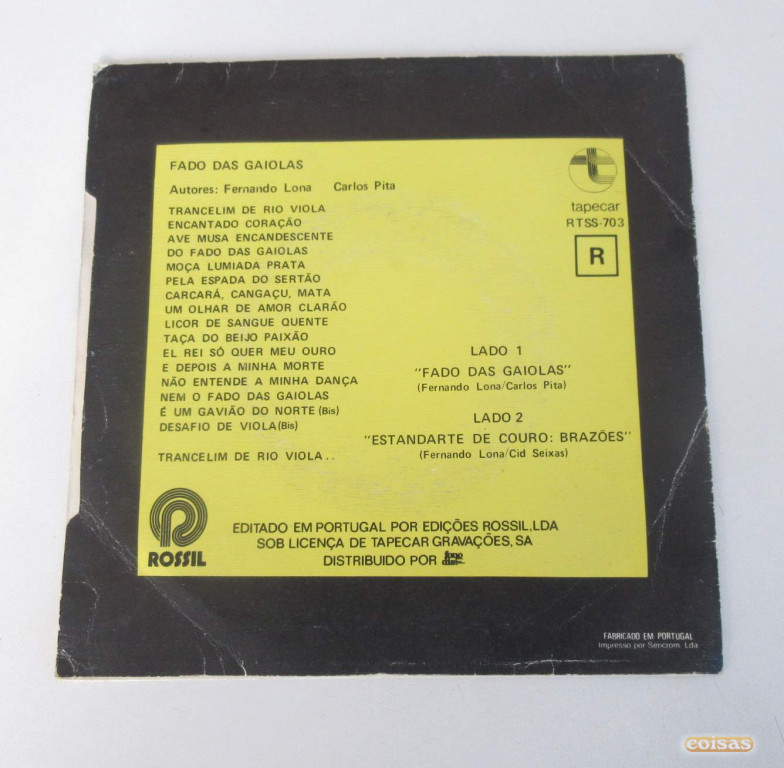 FADO DAS GAIOLAS
Autores: Fernando Lona Carlos Pita
TRANCELIM DE RIO VIOLA
ENCANTADO CORAÇÃO
AVE MUSA ENCANDESCENTE
DO FADO DAS GAIOLAS
MOÇA LUMIADA PRATA
PELA ESPADA DO SERTÃO
CARCARÁ, CANGAÇU, MATA
UM OLHAR DE AMOR CLARÃO
LICOR DE SANGUE QUENTE
TAÇA DO BEIJO PAIXÃO
EL REI SÓ QUER MEU OURO
E DEPOIS A MINHA MORTE
NÃO ENTENDE A MINHA DANÇA
NEM O FADO DAS GAIOLAS
É UM GAVIÃO DO NORTE (Bis)
DESAFIO DE VIOLA (Bis)
TRANCELIM DE RIO VIOLA . .
tapecar
RTSS-703
R
LADO 1
"FADO DAS GAIOLAS"
(Fernando Lona/Carlos Pita)
LADO 2
"ESTANDARTE DE COURO: BRAZÕES"
(Fernando Lona/Cid Seixas)
ROSSIL
EDITADO EM PORTUGAL POR EDIÇÕES ROSSIL, LDA
SOB LICENÇA DE TAPECAR GRAVAÇÕES, SA
DISTRIBUIDO POR
FABRICADO EM PORTUGAL
Impresso por Sencrom. Lda
coisas